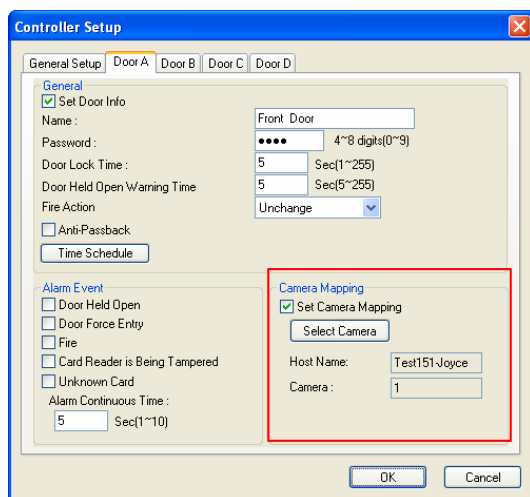 Controller Setup
General Setup Door A Door B Door C Door D
General
Set Door Info
Name : Front Door
Password : •••• 4~8 digits(0~9)
Door Lock Time : 5 Sec(1~255)
Door Held Open Warning Time 5 Sec(5~255)
Fire Action Unchange
Anti-Passback
Time Schedule
Alarm Event
Door Held Open
Door Force Entry
Fire
Card Reader is Being Tampered
Unknown Card
Alarm Continuous Time :
5 Sec(1~10)
Camera Mapping
Set Camera Mapping
Select Camera
Host Name: Test151-Joyce
Camera : 1
OK Cancel